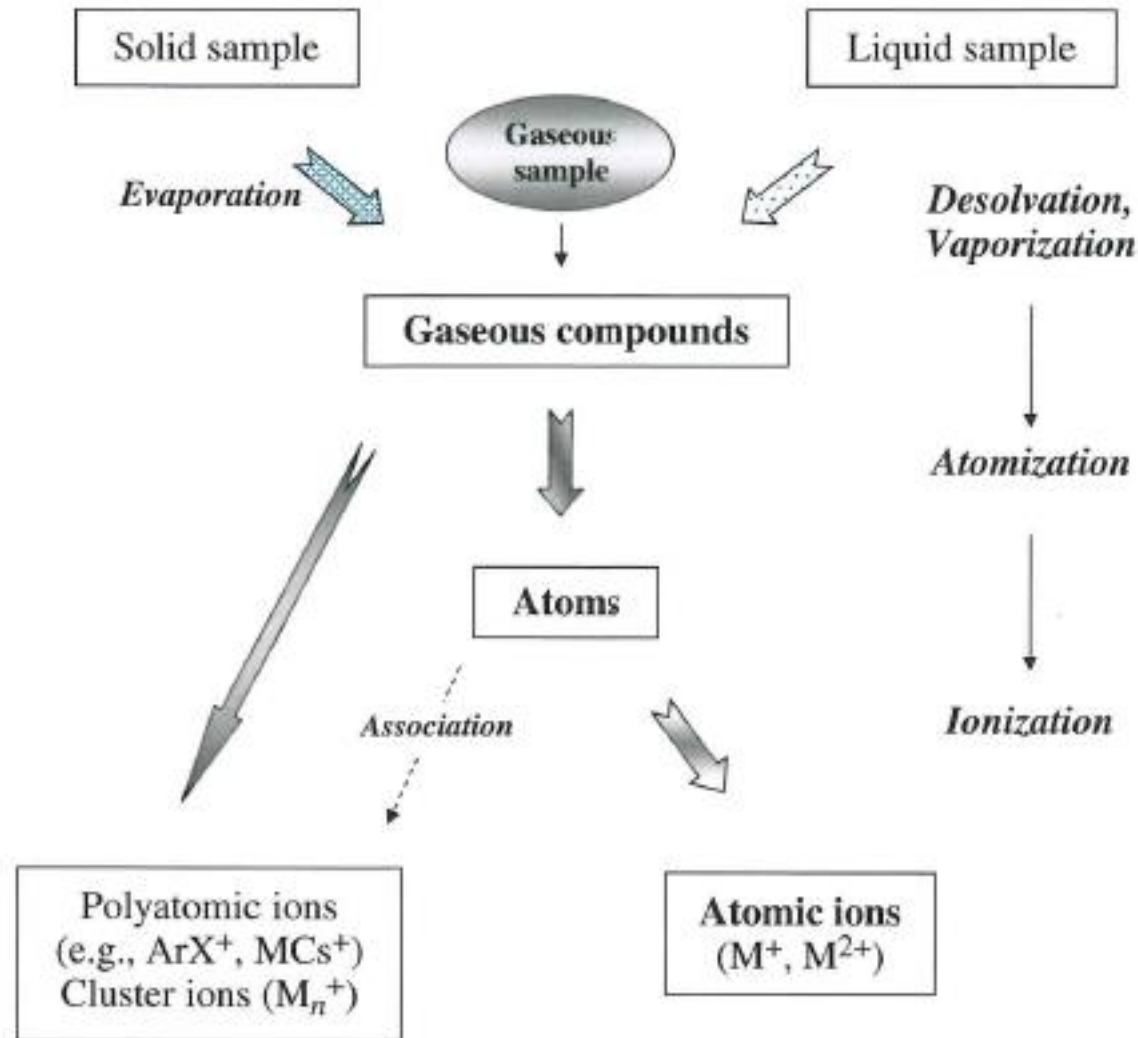 Solid sample
Liquid sample
Gaseous
sample
Evaporation
Desolvation,
Vaporization
Gaseous compounds
Atomization
Atoms
Association
Ionization
Polyatomic ions
(e.g., ArX⁺, MCs⁺)
Cluster ions (Mₙ⁺)
Atomic ions
(M⁺, M²⁺)